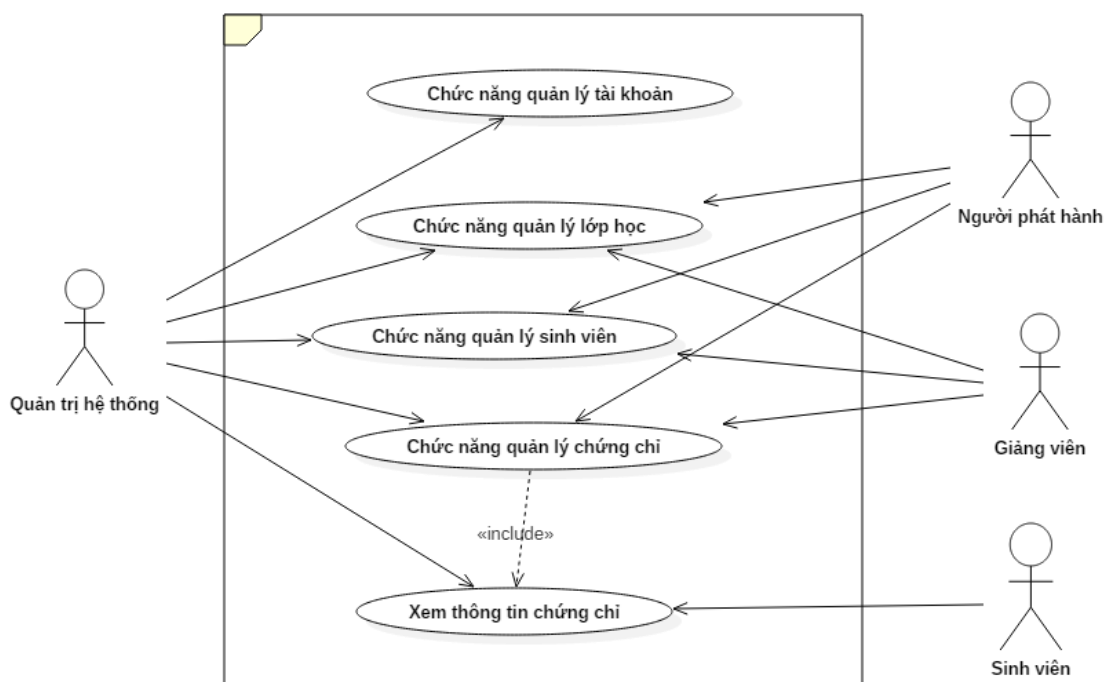 Chức năng quản lý tài khoản
Chức năng quản lý lớp học
Người phát hành
Chức năng quản lý sinh viên
Quản trị hệ thống
Chức năng quản lý chứng chỉ
Giảng viên
«include»
Xem thông tin chứng chỉ
Sinh viên